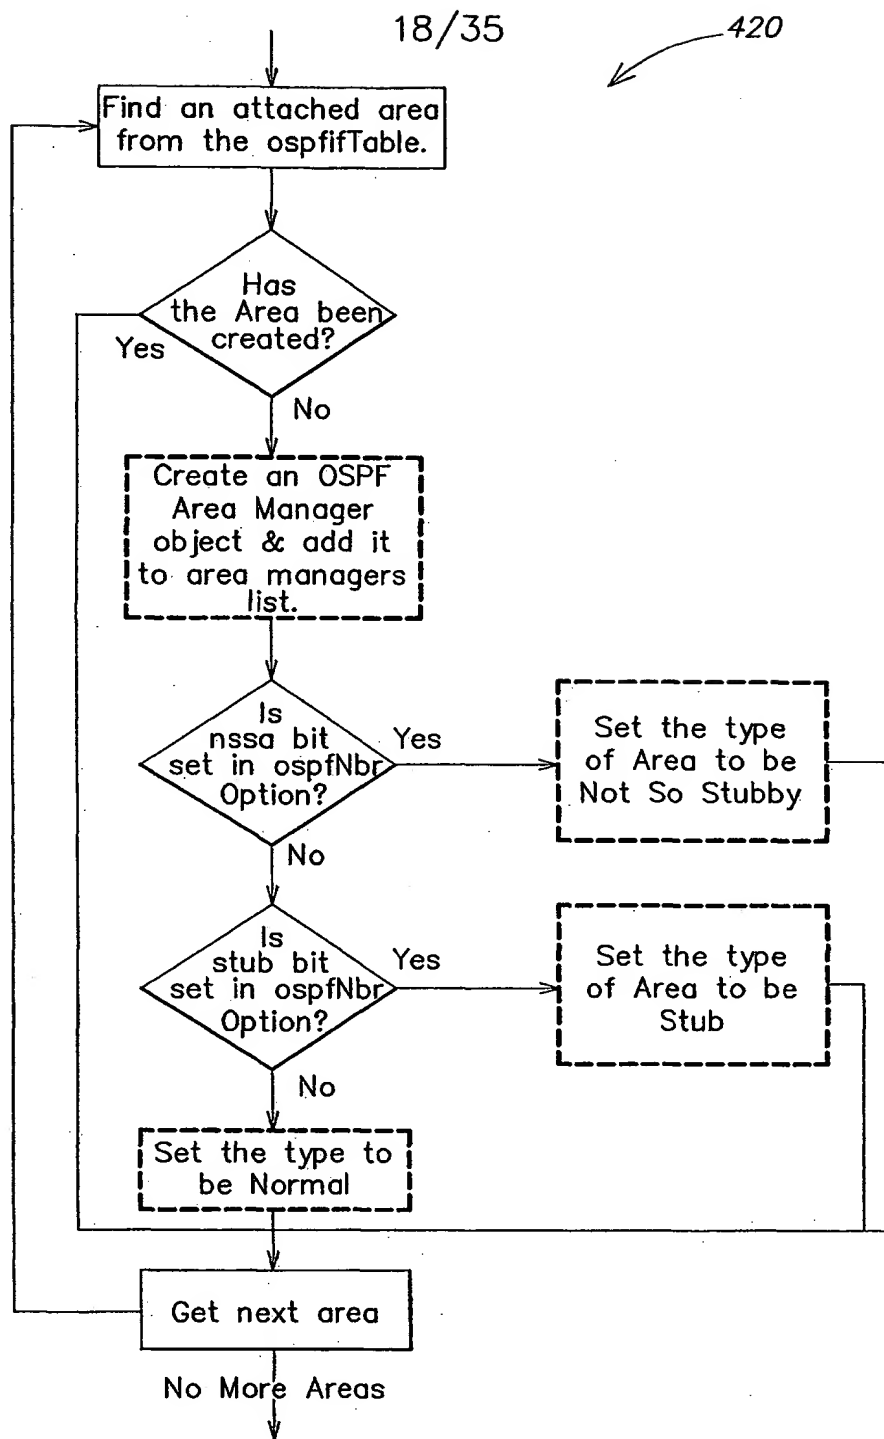 18/35
420
Find an attached area
from the ospfifTable.
Has
the Area been
created?
Yes
No
Create an OSPF
Area Manager
object & add it
to area managers
list.
Is
nssa bit
set in ospfNbr
Option?
Yes
Set the type
of Area to be
Not So Stubby
No
Is
stub bit
set in ospfNbr
Option?
Yes
Set the type
of Area to be
Stub
No
Set the type to
be Normal
Get next area
No More Areas